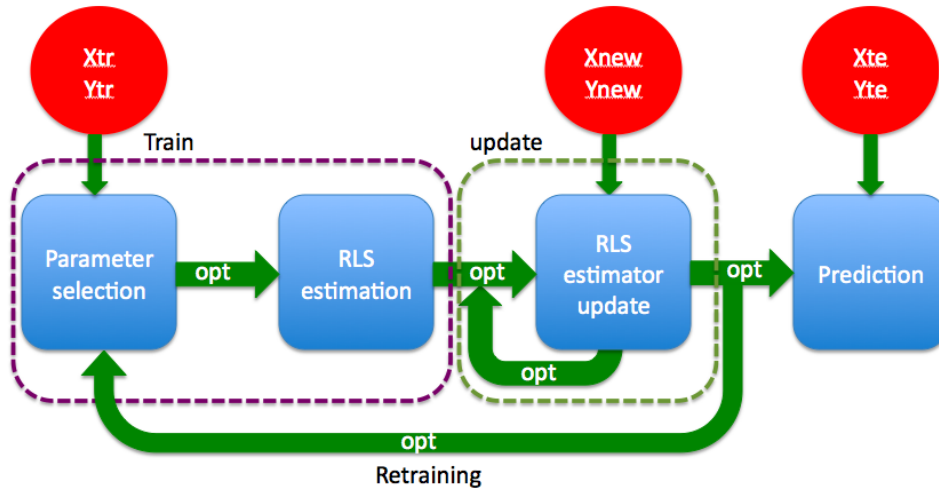 Xtr
Ytr
Xnew
Ynew
Xte
Yte
Train
update
Parameter
selection
opt
RLS
estimation
opt
RLS
estimator
update
opt
Prediction
opt
opt
Retraining